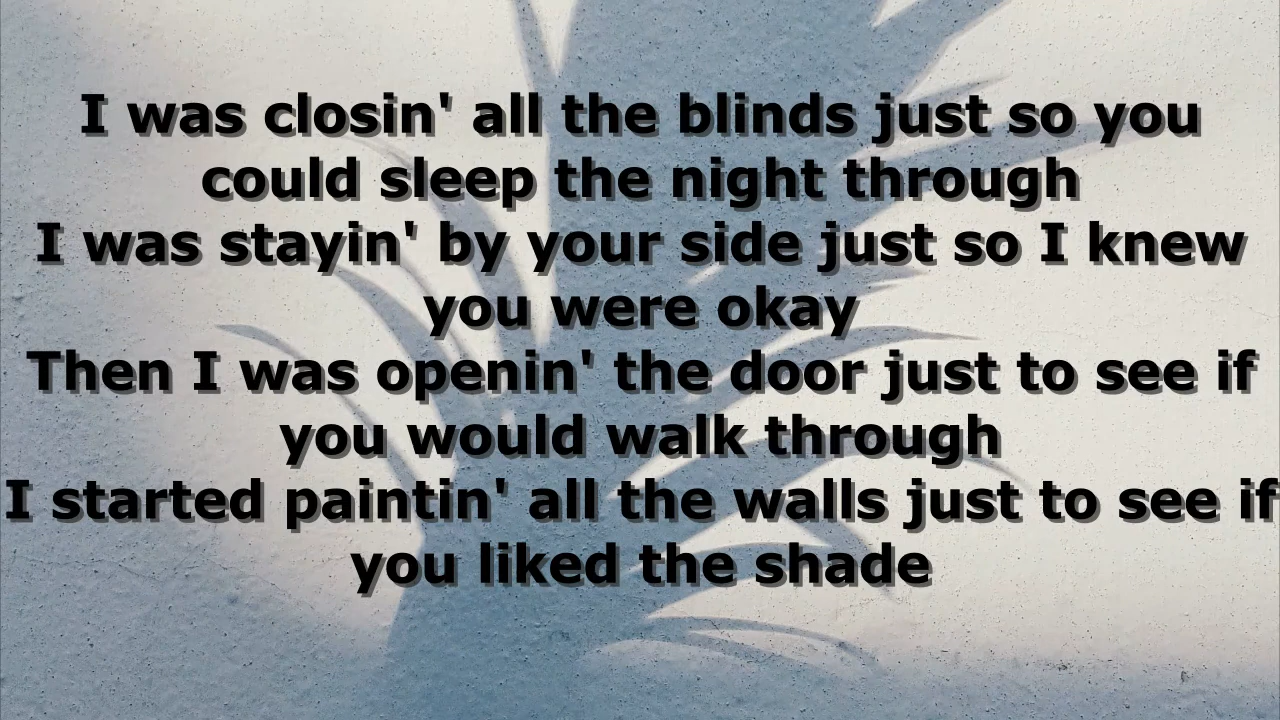 I was closin' all the blinds just so you
could sleep the night through
I was stayin' by your side just so I knew
you were okay
Then I was openin' the door just to see if
you would walk through
I started paintin' all the walls just to see if
you liked the shade